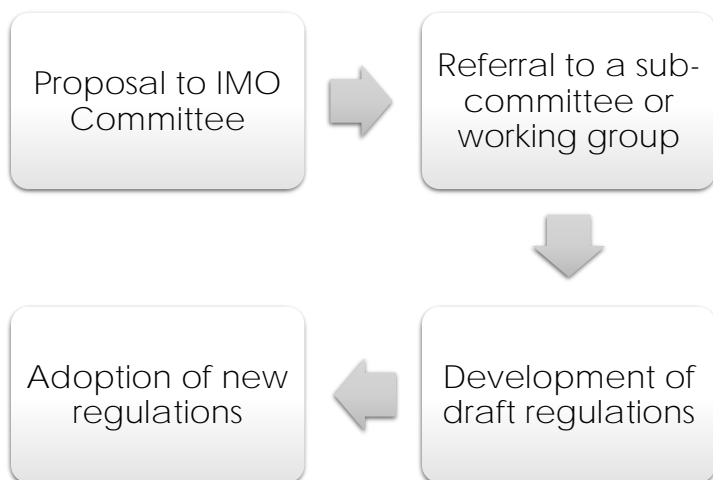 Proposal to IMO
Committee
Referral to a sub-
committee or
working group
Development of
draft regulations
Adoption of new
regulations